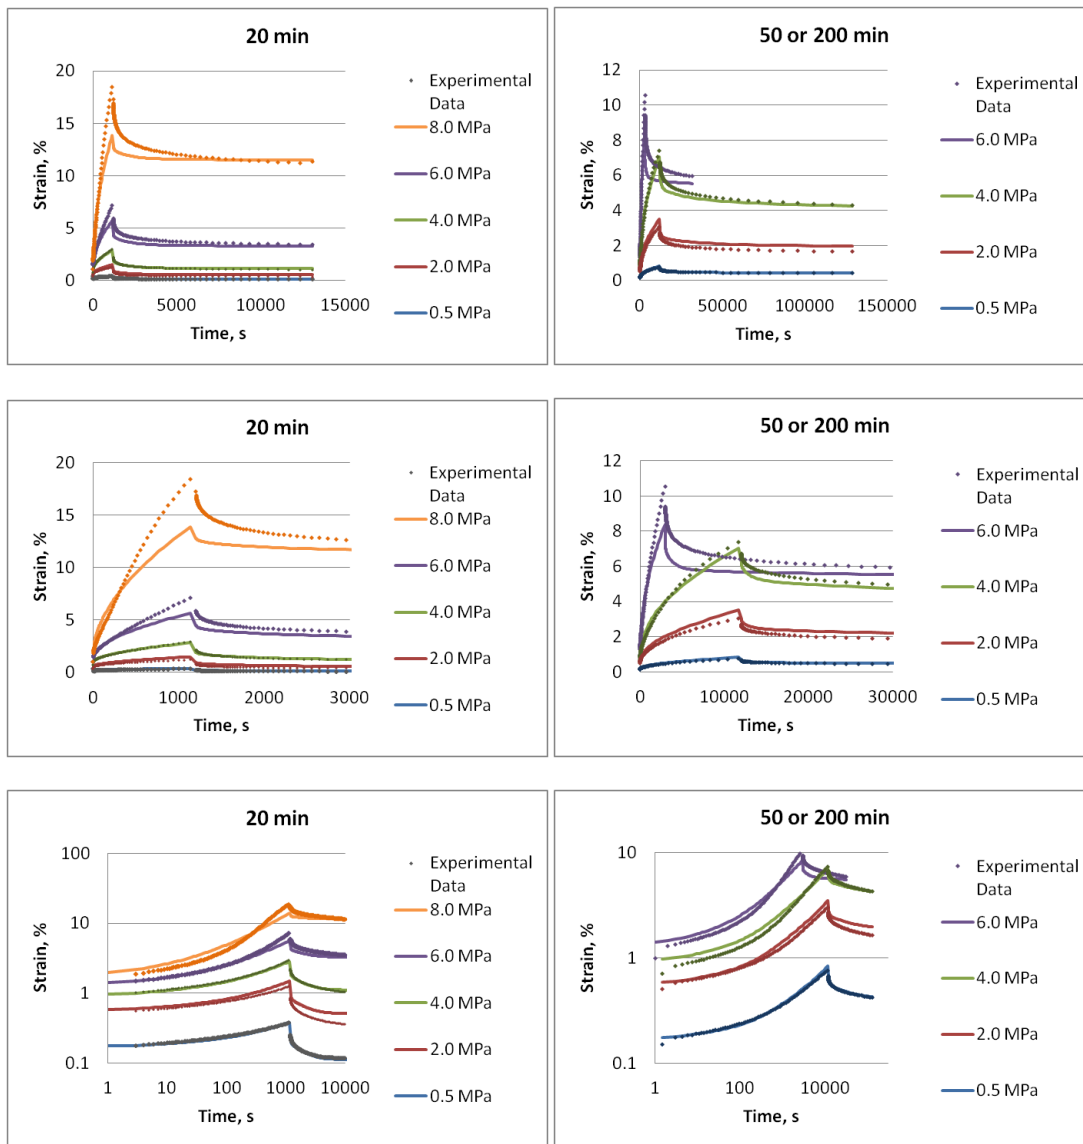 20 min
20
15
10
5
0
Strain, %
0 5000 10000 15000
Time, s
Experimental
Data
8.0 MPa
6.0 MPa
4.0 MPa
2.0 MPa
0.5 MPa
50 or 200 min
12
10
8
6
4
2
0
Strain, %
0 50000 100000 150000
Time, s
Experimental
Data
6.0 MPa
4.0 MPa
2.0 MPa
0.5 MPa
20 min
20
15
10
5
0
Strain, %
0 1000 2000 3000
Time, s
Experimental
Data
8.0 MPa
6.0 MPa
4.0 MPa
2.0 MPa
0.5 MPa
50 or 200 min
12
10
8
6
4
2
0
Strain, %
0 10000 20000 30000
Time, s
Experimental
Data
6.0 MPa
4.0 MPa
2.0 MPa
0.5 MPa
20 min
100
10
1
0.1
Strain, %
1 10 100 1000 10000
Time, s
Experimental
Data
8.0 MPa
6.0 MPa
4.0 MPa
2.0 MPa
0.5 MPa
50 or 200 min
10
1
0.1
Strain, %
1 100 10000
Time, s
Experimental
Data
6.0 MPa
4.0 MPa
2.0 MPa
0.5 MPa